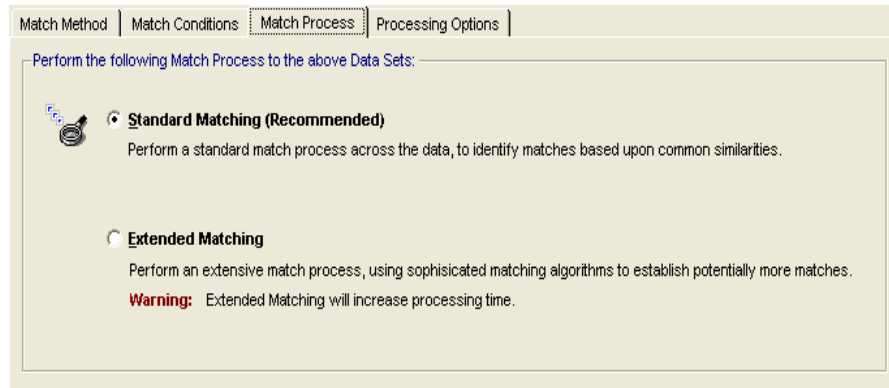 Match Method Match Conditions Match Process Processing Options
Perform the following Match Process to the above Data Sets:
Standard Matching (Recommended)
Perform a standard match process across the data, to identify matches based upon common similarities.
Extended Matching
Perform an extensive match process, using sophisicated matching algorithms to establish potentially more matches.
Warning: Extended Matching will increase processing time.